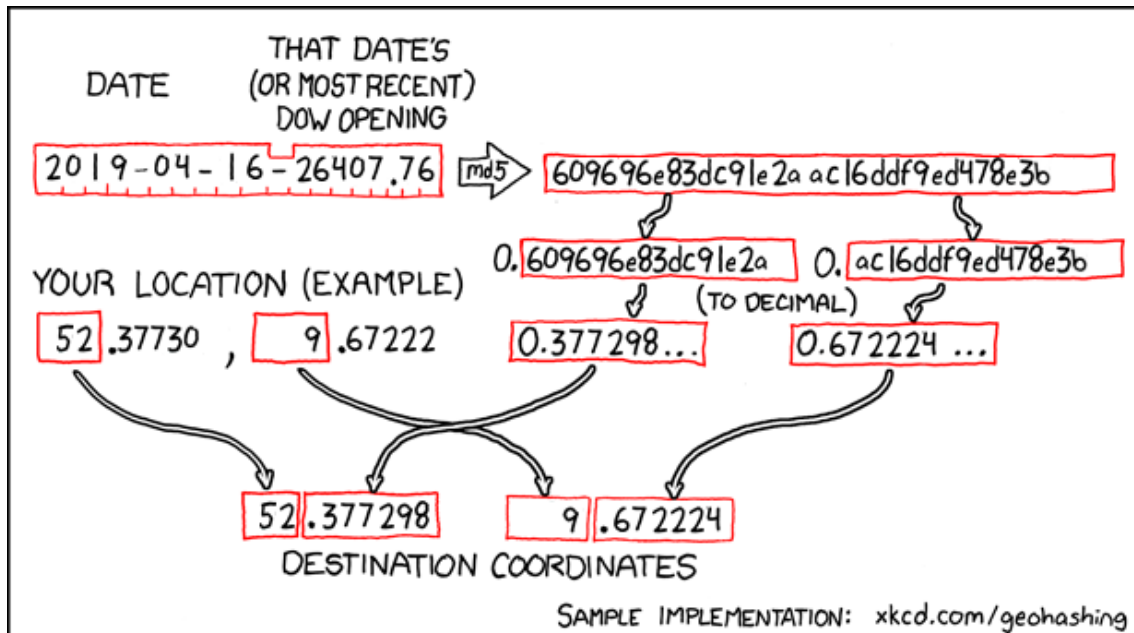 DATE
THAT DATE'S
(OR MOST RECENT)
DOW OPENING
2019-04-16-26407.76
md5
609696e83dc91e2a ac16ddf9ed478e3b
0.609696e83dc91e2a
0.ac16ddf9ed478e3b
YOUR LOCATION (EXAMPLE)
(TO DECIMAL)
52.37730, 9.67222
0.377298...
0.672224...
52.377298
9.672224
DESTINATION COORDINATES
SAMPLE IMPLEMENTATION: xkcd.com/geohashing